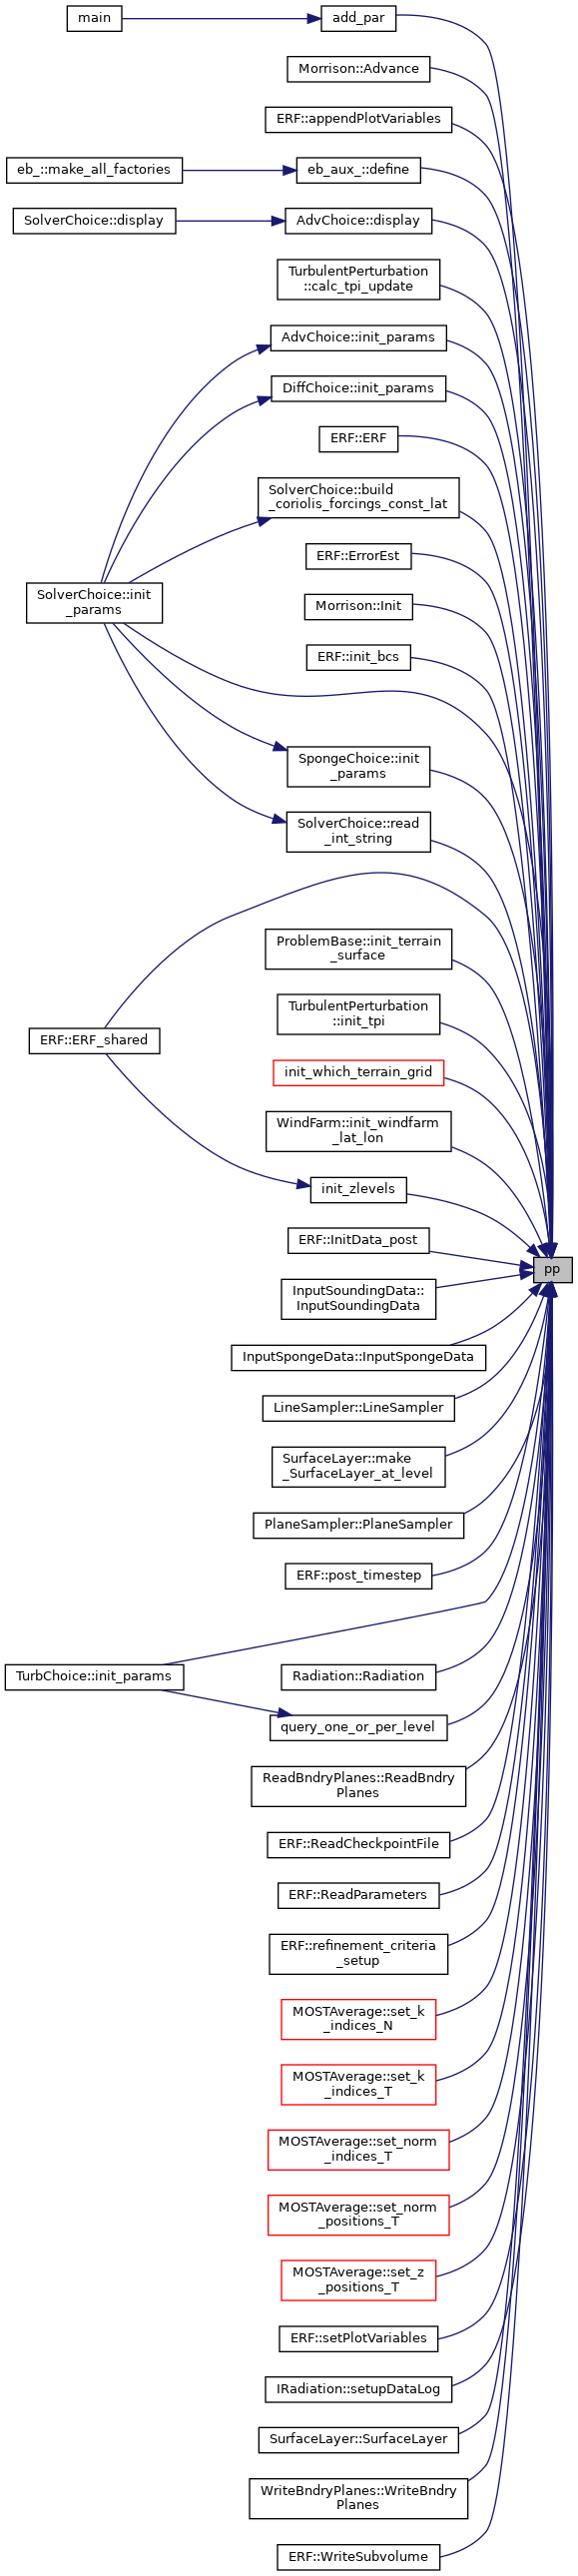 main
add_par
Morrison::Advance
ERF::appendPlotVariables
eb_::make_all_factories
eb_aux_::define
SolverChoice::display
AdvChoice::display
TurbulentPerturbation
::calc_tpi_update
AdvChoice::init_params
DiffChoice::init_params
ERF::ERF
SolverChoice::build
_coriolis_forcings_const_lat
ERF::ErrorEst
SolverChoice::init
_params
Morrison::Init
ERF::init_bcs
SpongeChoice::init
_params
SolverChoice::read
_int_string
ProblemBase::init_terrain
_surface
TurbulentPerturbation
::init_tpi
ERF::ERF_shared
init_which_terrain_grid
WindFarm::init_windfarm
_lat_lon
init_zlevels
ERF::InitData_post
pp
InputSoundingData::
InputSoundingData
InputSpongeData::InputSpongeData
LineSampler::LineSampler
SurfaceLayer::make
_SurfaceLayer_at_level
PlaneSampler::PlaneSampler
ERF::post_timestep
TurbChoice::init_params
Radiation::Radiation
query_one_or_per_level
ReadBndryPlanes::ReadBndry
Planes
ERF::ReadCheckpointFile
ERF::ReadParameters
ERF::refinement_criteria
_setup
MOSTAverage::set_k
_indices_N
MOSTAverage::set_k
_indices_T
MOSTAverage::set_norm
_indices_T
MOSTAverage::set_norm
_positions_T
MOSTAverage::set_z
_positions_T
ERF::setPlotVariables
IRadiation::setupDataLog
SurfaceLayer::SurfaceLayer
WriteBndryPlanes::WriteBndry
Planes
ERF::WriteSubvolume